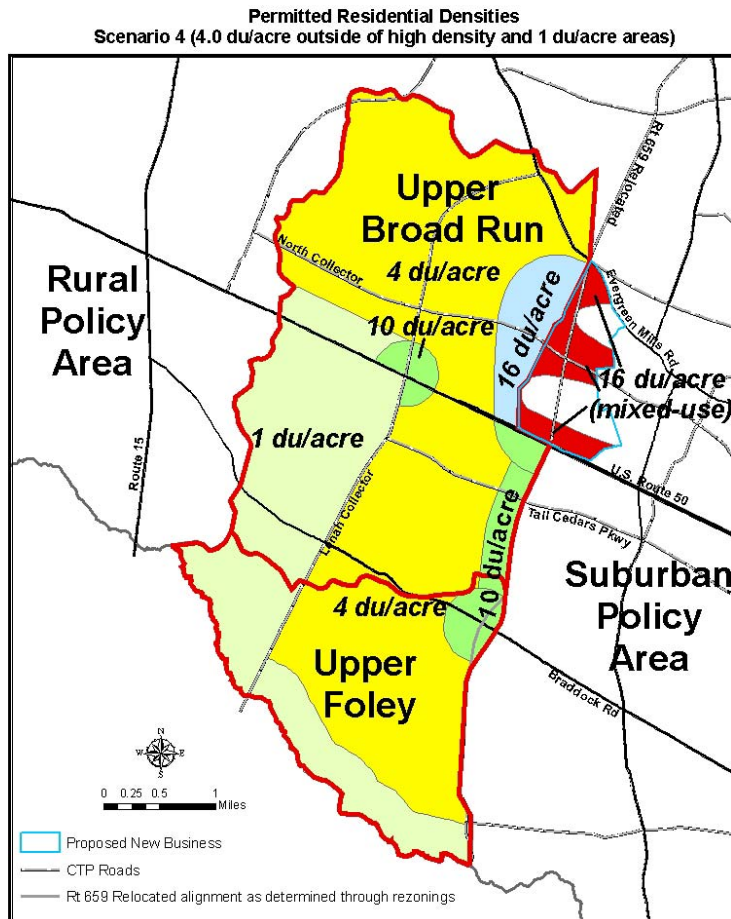 Permitted Residential Densities
Scenario 4 (4.0 du/acre outside of high density and 1 du/acre areas)
Rt 659 Relocated
Upper
Broad Run
North Collector
4 du/acre
Rural
Policy
Area
Evergreen Mills Rd
10 du/acre
16 du/acre
16 du/acre
(mixed-use)
1 du/acre
Route 15
Lenah Collector
U.S. Route 50
Tall Cedars Pkwy
10 du/acre
Suburban
Policy
Area
4 du/acre
Upper
Foley
Braddock Rd
N
W E
S
0 0.25 0.5 1
Miles
Proposed New Business
CTP Roads
Rt 659 Relocated alignment as determined through rezonings